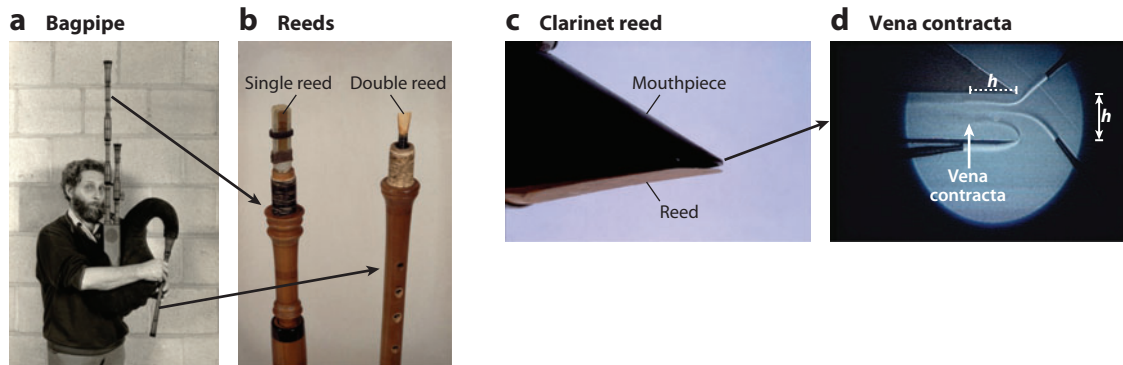 a Bagpipe
b Reeds
c Clarinet reed
d Vena contracta
Single reed
Double reed
Mouthpiece
Reed
h
h
Vena
contracta